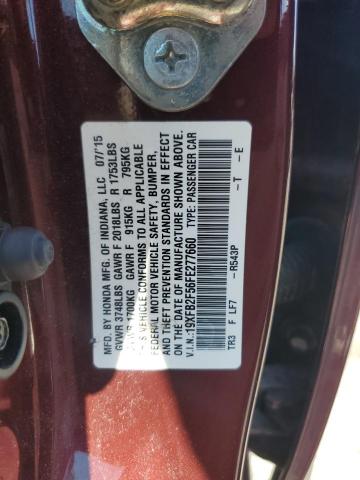 MFD. BY HONDA MFG. OF INDIANA, LLC 07/'15
GVWR 3748LBS GAWR F 2018LBS R 1753LBS
GVWR 1700KG GAWR F 915KG R 795KG
THIS VEHICLE CONFORMS TO ALL APPLICABLE
FEDERAL MOTOR VEHICLE SAFETY, BUMPER,
AND THEFT PREVENTION STANDARDS IN EFFECT
ON THE DATE OF MANUFACTURE SHOWN ABOVE.
V.I.N.:19XFB2F56FE277660 TYPE: PASSENGER CAR
-R543P -T -E
TR3 F LF7